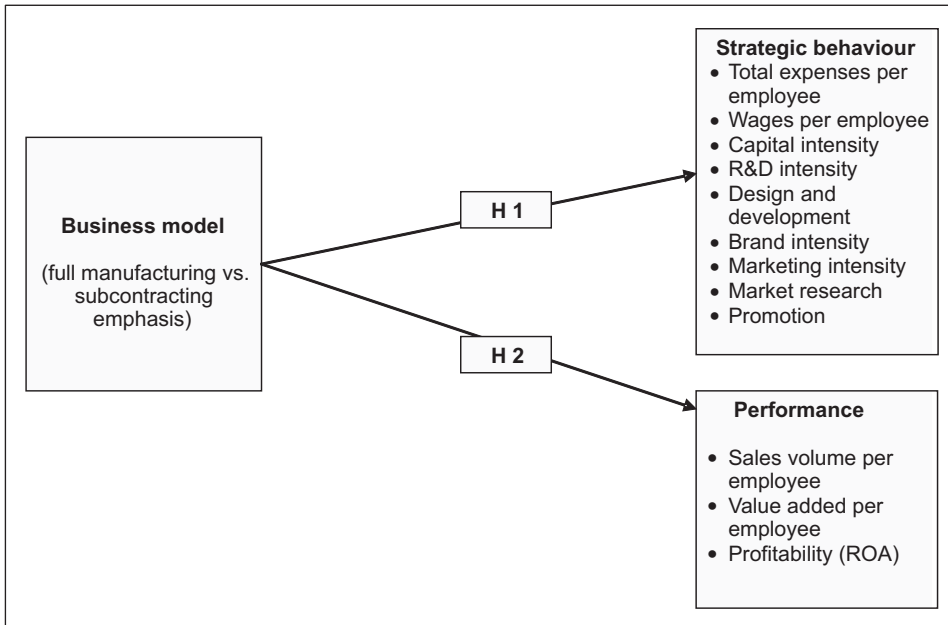 Business model
(full manufacturing vs.
subcontracting
emphasis)
H 1
H 2
Strategic behaviour
• Total expenses per
employee
• Wages per employee
• Capital intensity
• R&D intensity
• Design and
development
• Brand intensity
• Marketing intensity
• Market research
• Promotion
Performance
• Sales volume per
employee
• Value added per
employee
• Profitability (ROA)